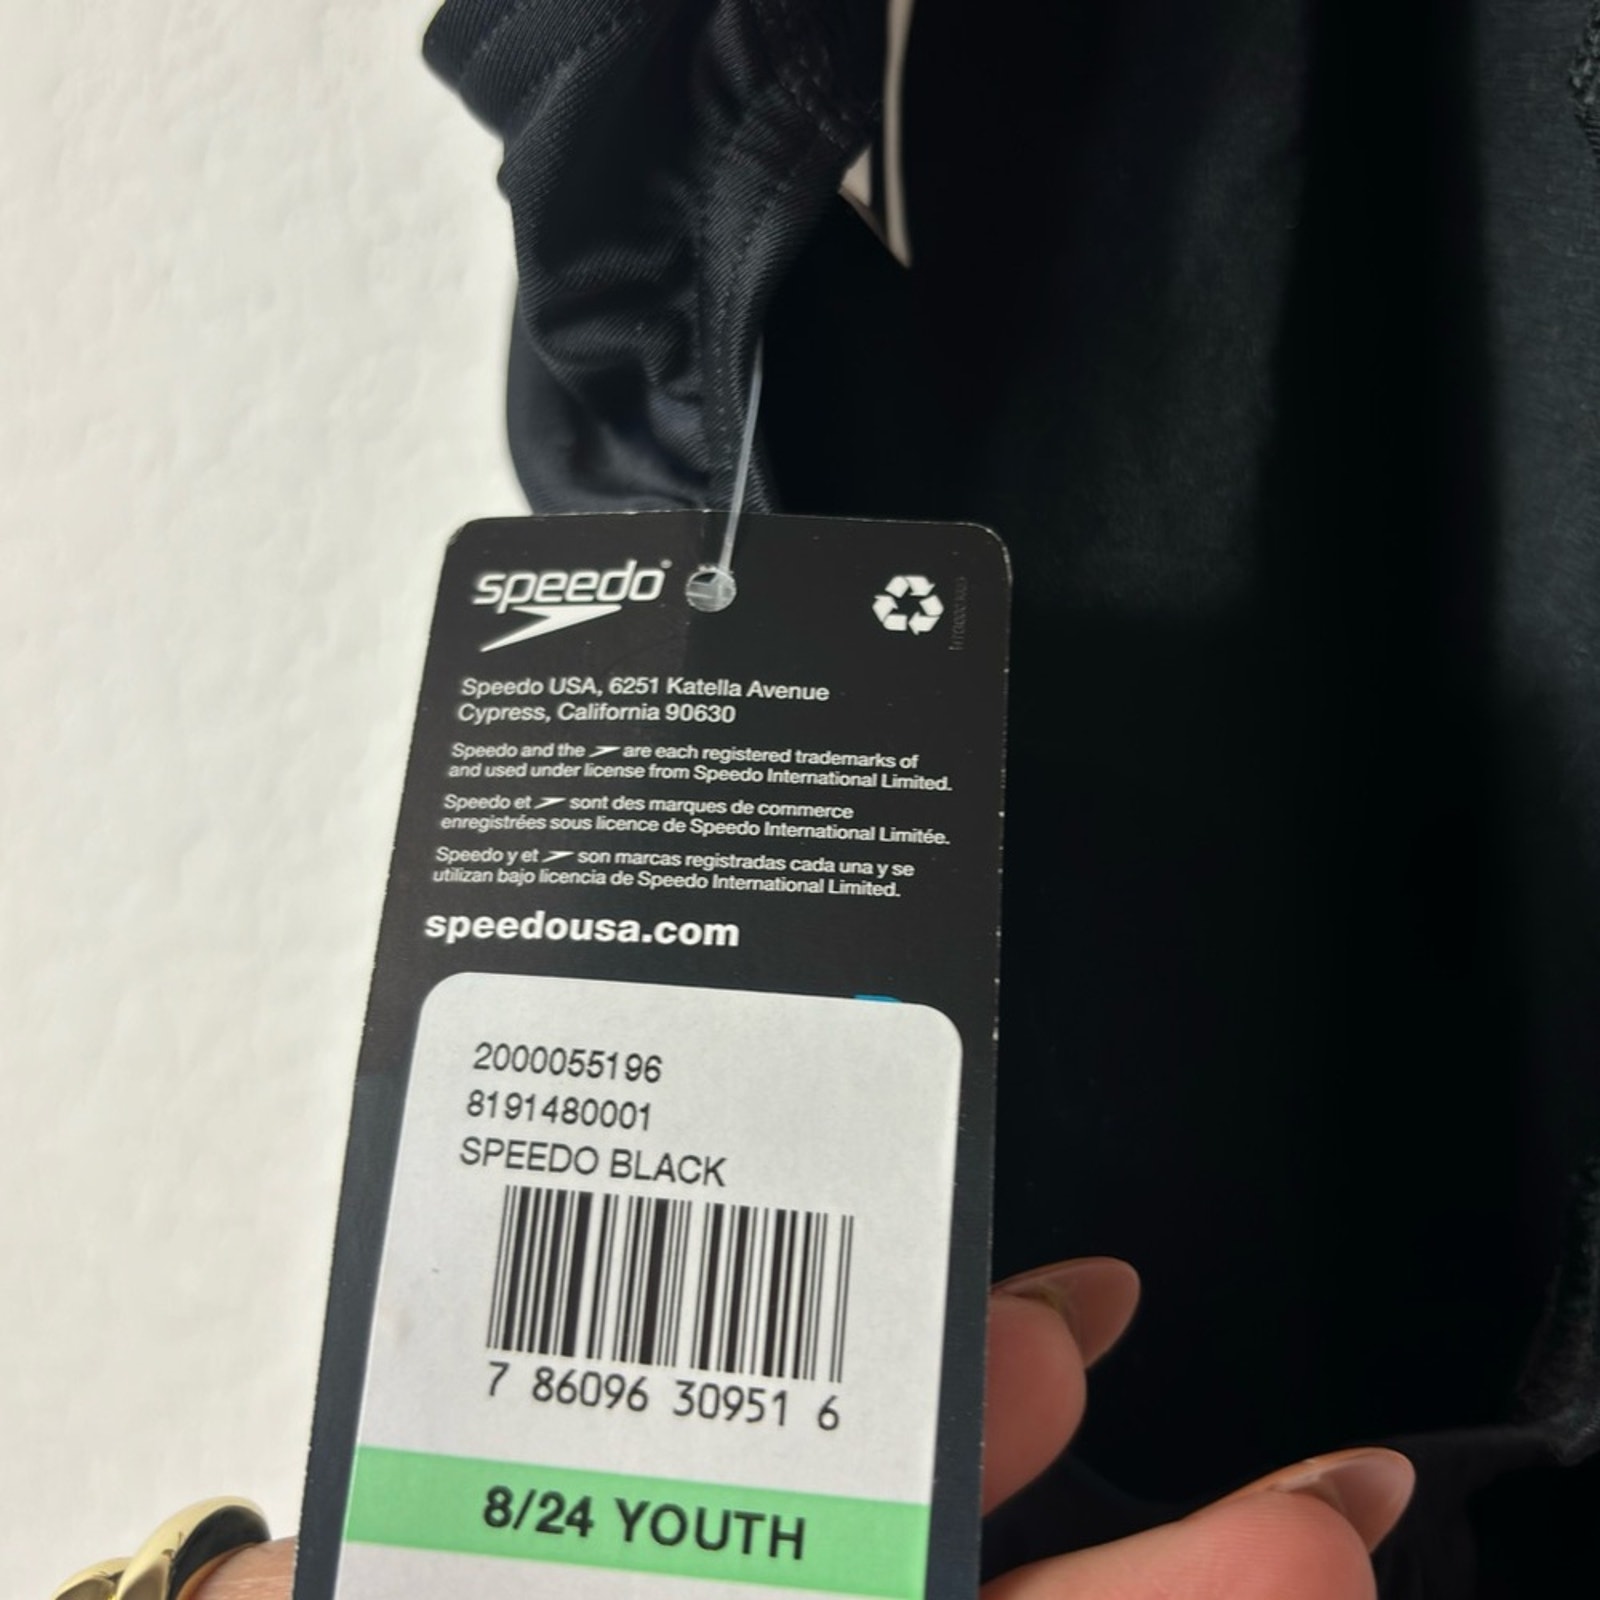 speedo®
Speedo USA, 6251 Katella Avenue
Cypress, California 90630
Speedo and the are each registered trademarks of
and used under license from Speedo International Limited.
Speedo et sont des marques de commerce
enregistrées sous licence de Speedo International Limitée.
Speedo y et son marcas registradas cada una y se
utilizan bajo licencia de Speedo International Limited.
speedousa.com
2000055196
8191480001
SPEEDO BLACK
7 86096 30951 6
8/24 YOUTH